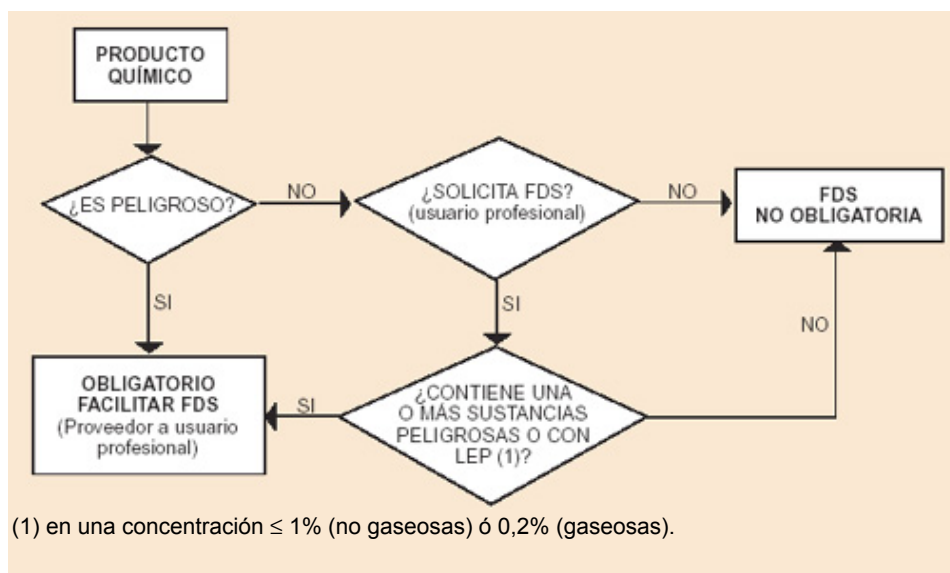 PRODUCTO
QUÍMICO
¿ES PELIGROSO?
NO
¿SOLICITA FDS?
(usuario profesional)
NO
FDS
NO OBLIGATORIA
SI
SI
NO
OBLIGATORIO
FACILITAR FDS
(Proveedor a usuario
profesional)
SI
¿CONTIENE UNA
O MÁS SUSTANCIAS
PELIGROSAS O CON
LEP (1)?
(1) en una concentración ≤ 1% (no gaseosas) ó 0,2% (gaseosas).